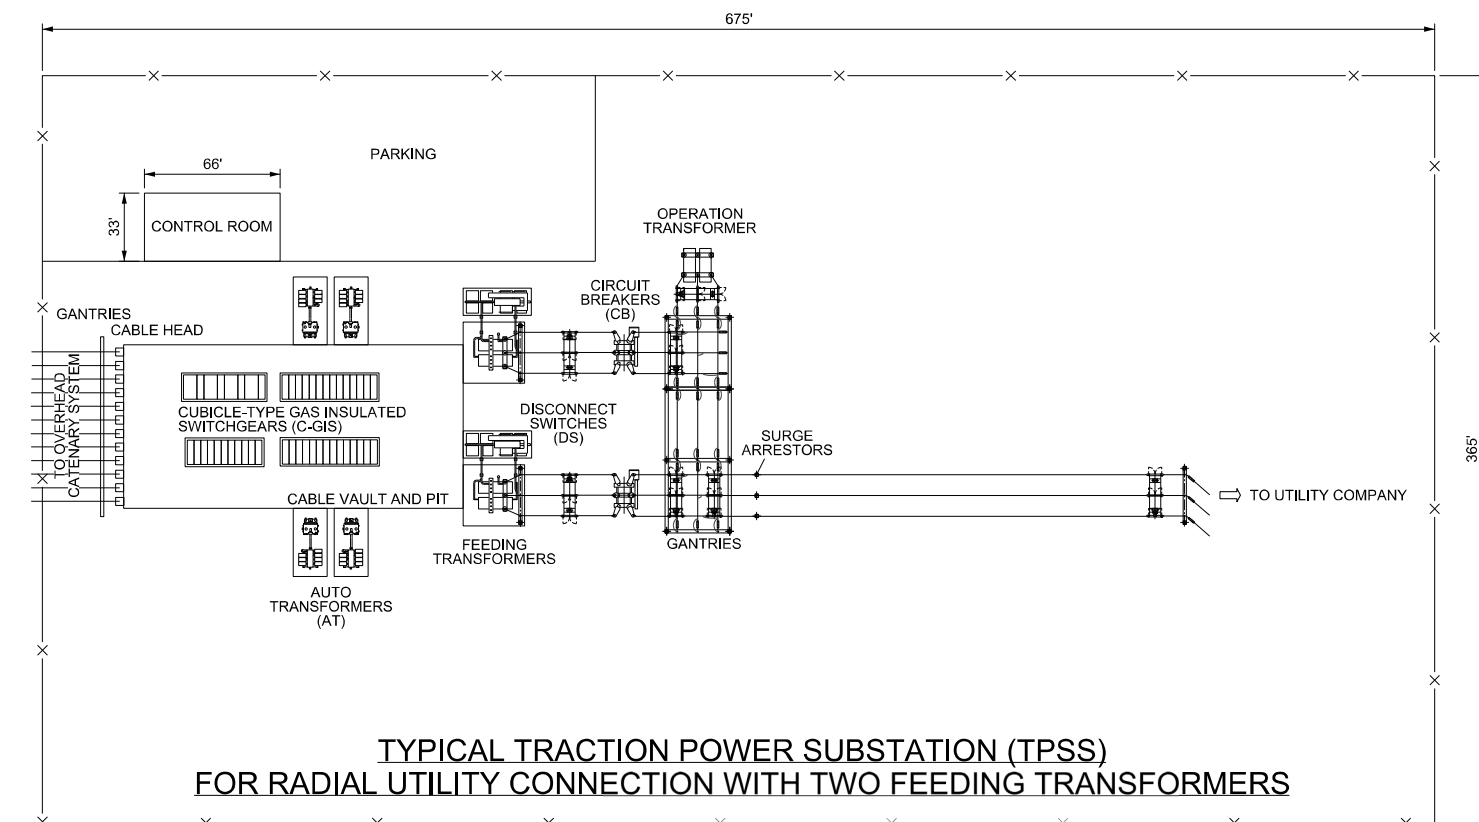 675'
PARKING
66'
33'
CONTROL ROOM
OPERATION
TRANSFORMER
CIRCUIT
BREAKERS
(CB)
GANTRIES
CABLE HEAD
TO OVERHEAD
CATENARY SYSTEM
CUBICLE-TYPE GAS INSULATED
SWITCHGEARS (C-GIS)
DISCONNECT
SWITCHES
(DS)
SURGE
ARRESTORS
365'
CABLE VAULT AND PIT
TO UTILITY COMPANY
FEEDING
TRANSFORMERS
GANTRIES
AUTO
TRANSFORMERS
(AT)
TYPICAL TRACTION POWER SUBSTATION (TPSS)
FOR RADIAL UTILITY CONNECTION WITH TWO FEEDING TRANSFORMERS